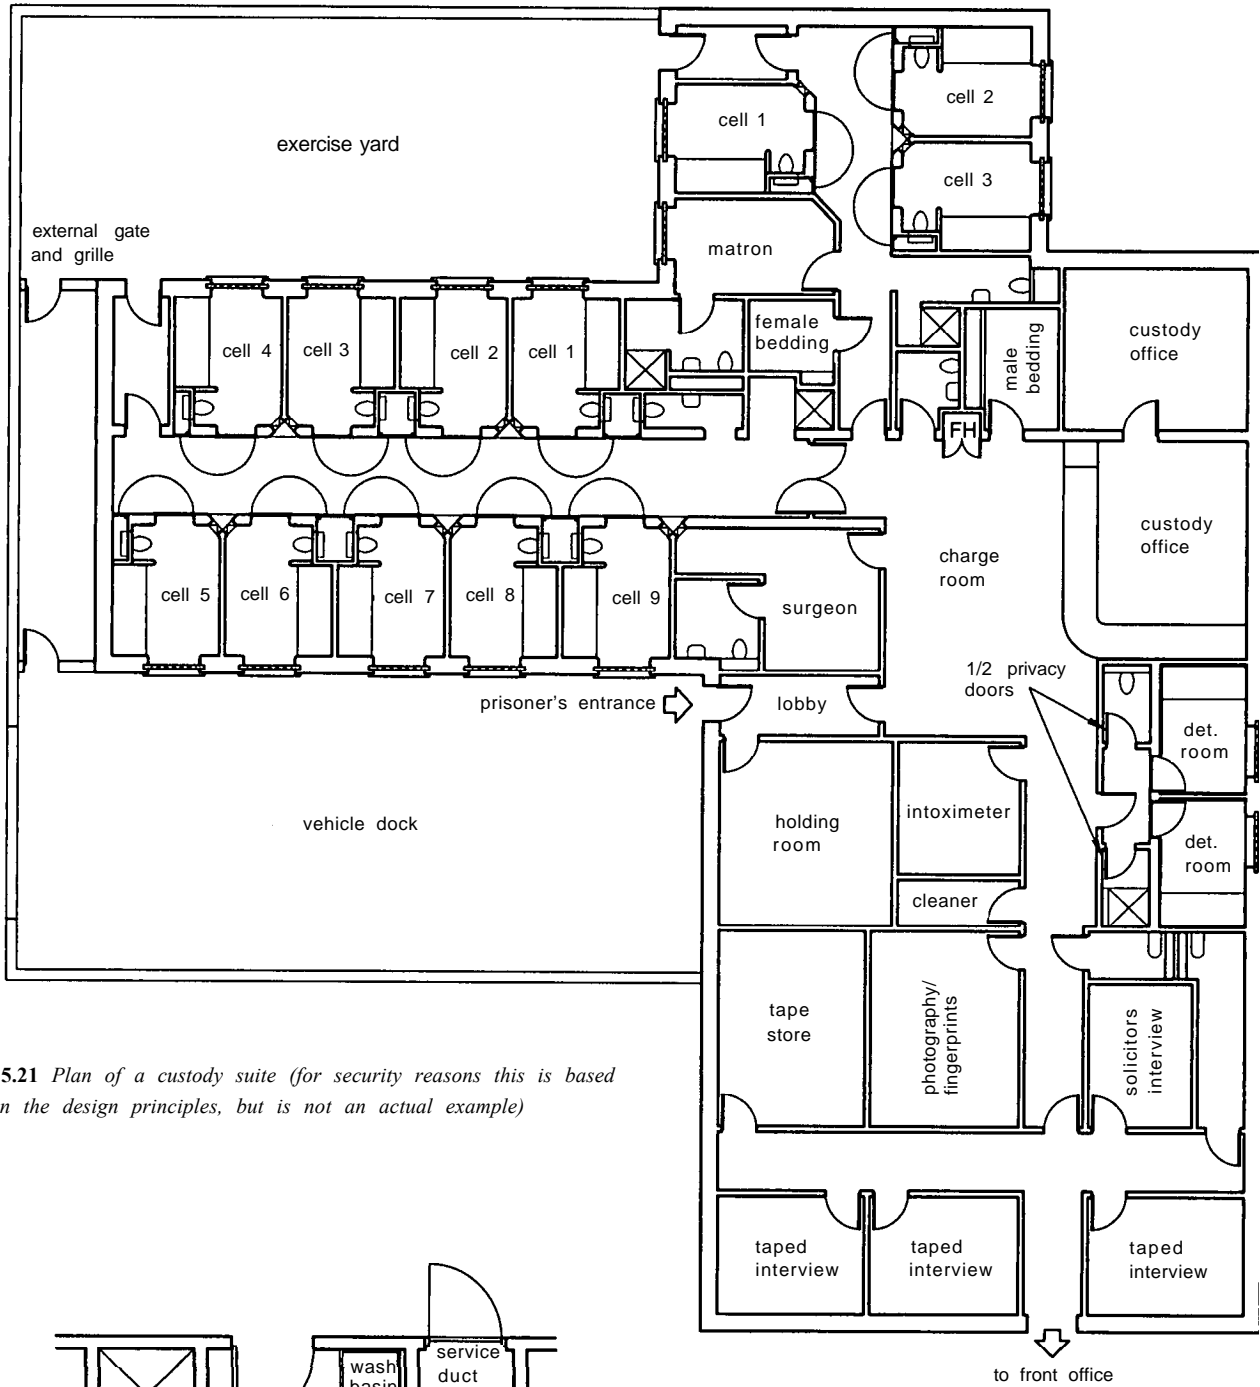 exercise yard
cell 1
cell 2
cell 3
matron
external gate
and grille
cell 4
cell 3
cell 2
cell 1
female
bedding
male
bedding
custody
office
FH
custody
office
charge
room
cell 5
cell 6
cell 7
cell 8
cell 9
surgeon
1/2 privacy
doors
prisoner's entrance
lobby
det.
room
vehicle dock
holding
room
intoximeter
det.
room
cleaner
tape
store
photography/
fingerprints
solicitors
interview
5.21 Plan of a custody suite (for security reasons this is based
n the design principles, but is not an actual example)
taped
interview
taped
interview
taped
interview
to front office
service
duct
wash
basin